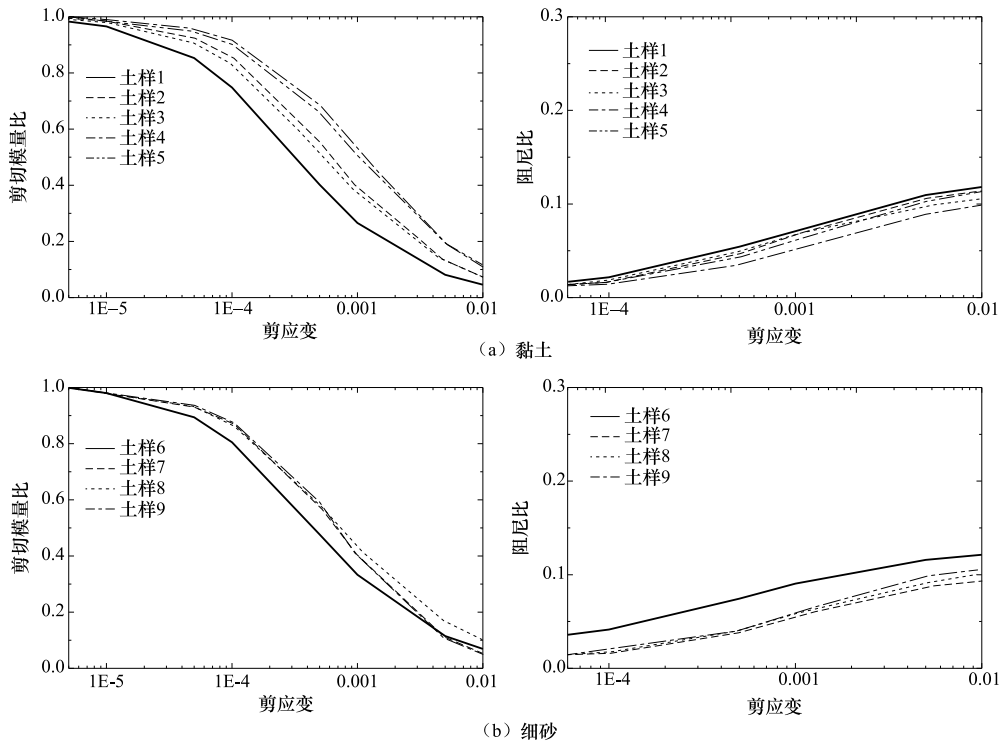 1.0
0.8
0.6
0.4
0.2
0.0
剪切模量比
土样1
土样2
土样3
土样4
土样5
1E–5
1E–4
0.001
0.01
剪应变
0.3
0.2
0.1
0.0
阻尼比
土样1
土样2
土样3
土样4
土样5
1E–4
0.001
0.01
剪应变
（a）黏土
1.0
0.8
0.6
0.4
0.2
0.0
剪切模量比
土样6
土样7
土样8
土样9
1E-5
1E-4
0.001
0.01
剪应变
0.3
0.2
0.1
0.0
阻尼比
土样6
土样7
土样8
土样9
1E-4
0.001
0.01
剪应变
（b）细砂